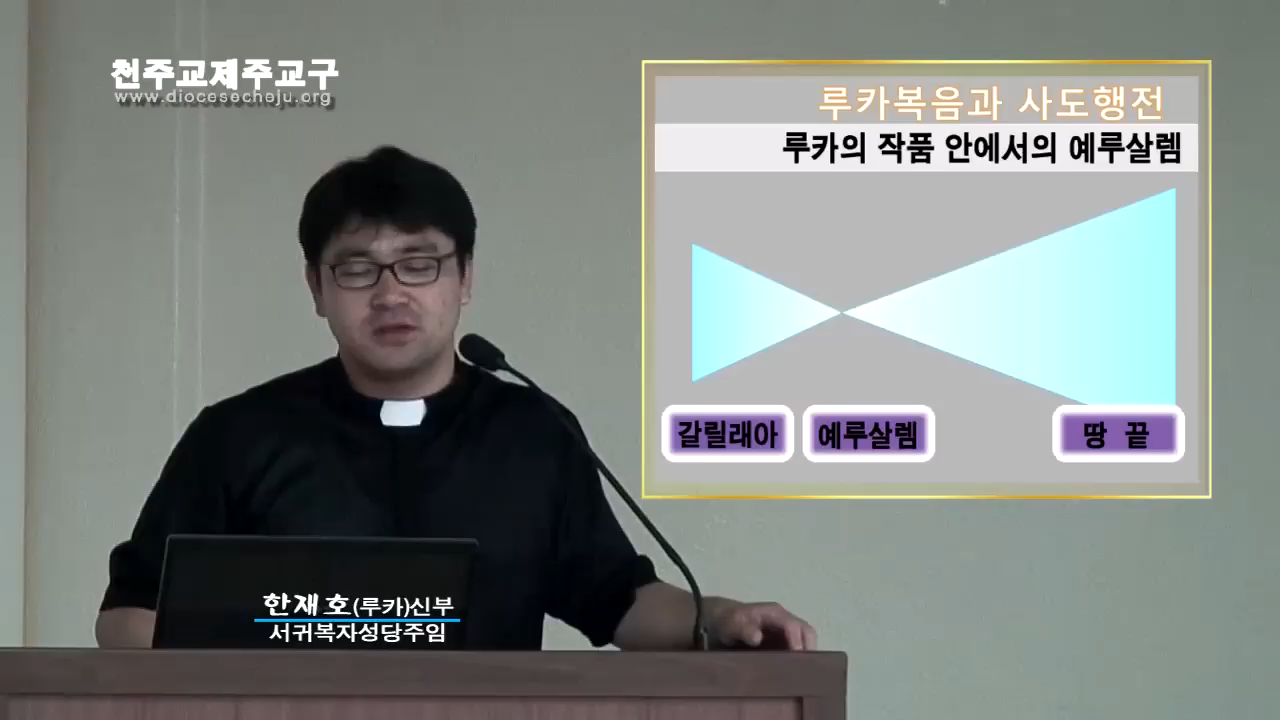 천주교제주교구
www.diocesecheju.org
루카복음과 사도행전
루카의 작품 안에서의 예루살렘
갈릴래아
예루살렘
땅 끝
한재호(루카)신부
서귀복자성당주임